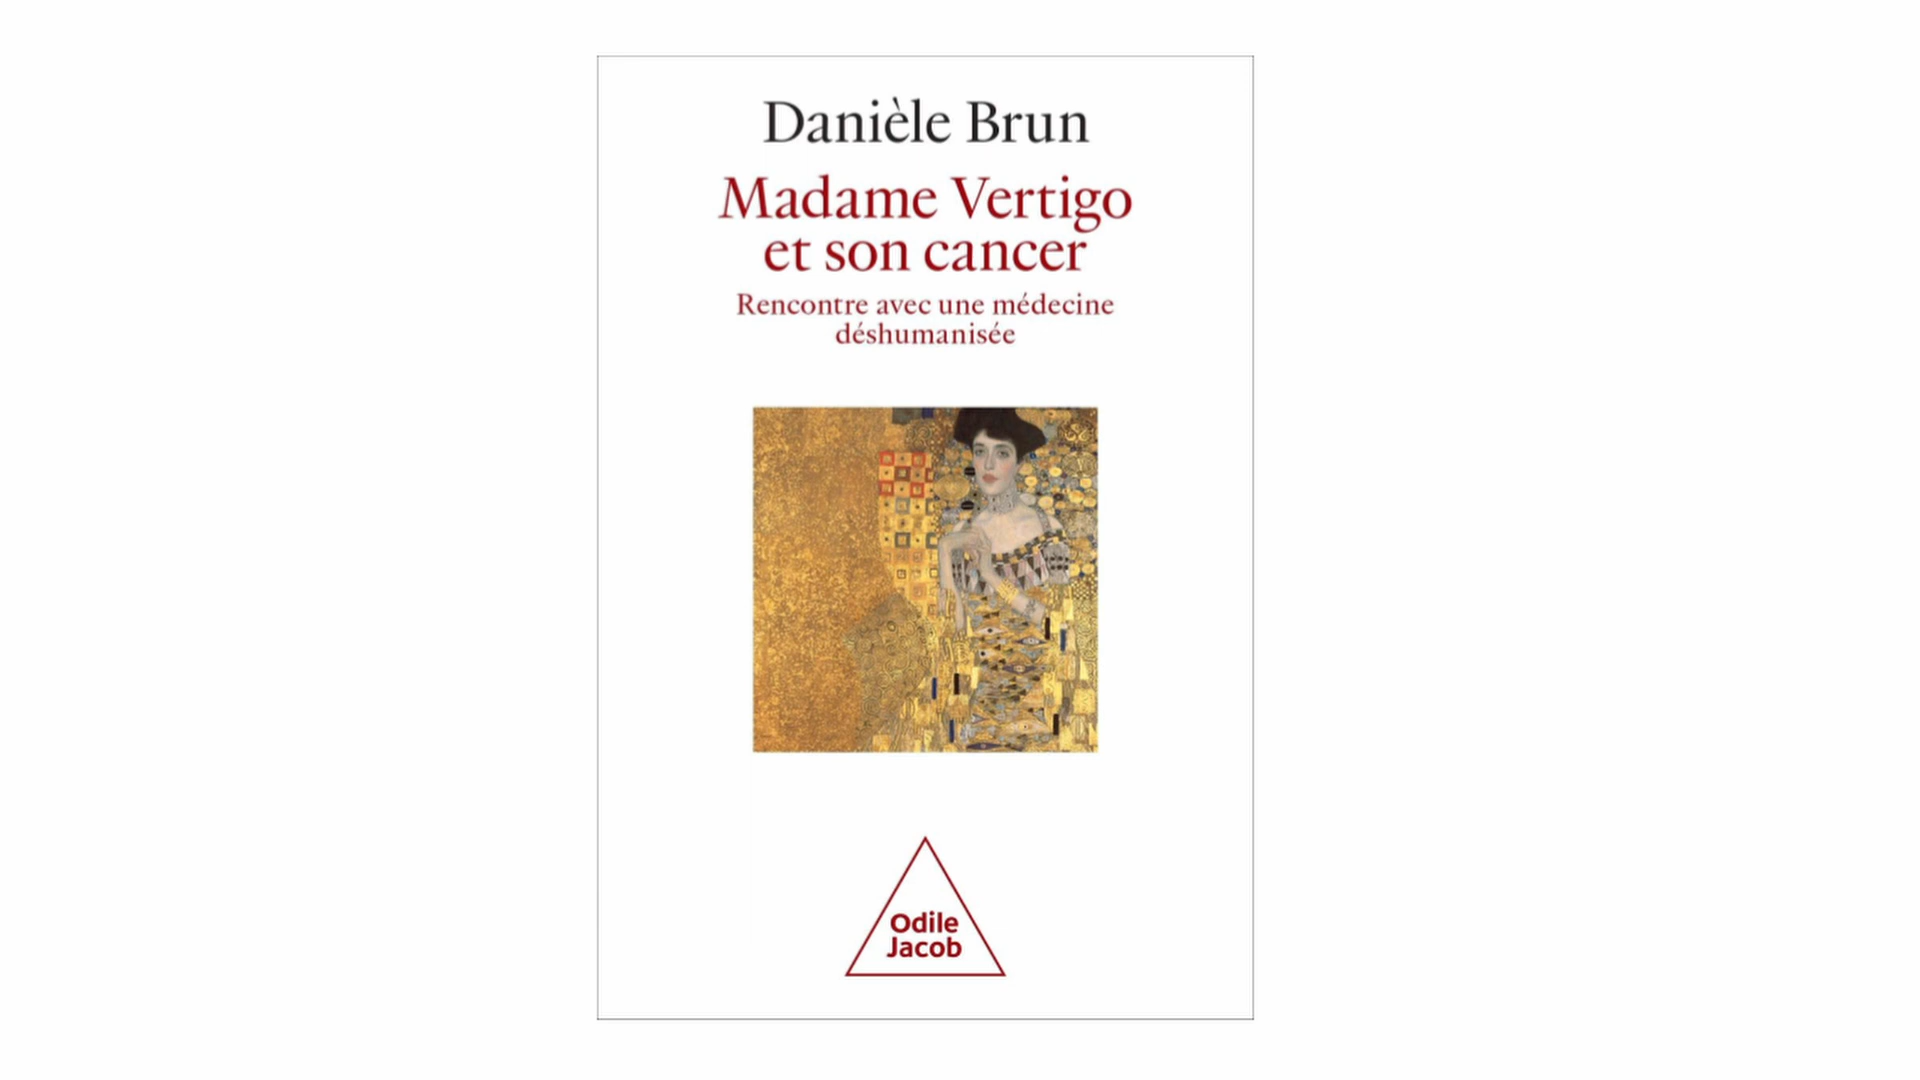 Danièle Brun
Madame Vertigo
et son cancer
Rencontre avec une médecine
déshumanisée
Odile
Jacob